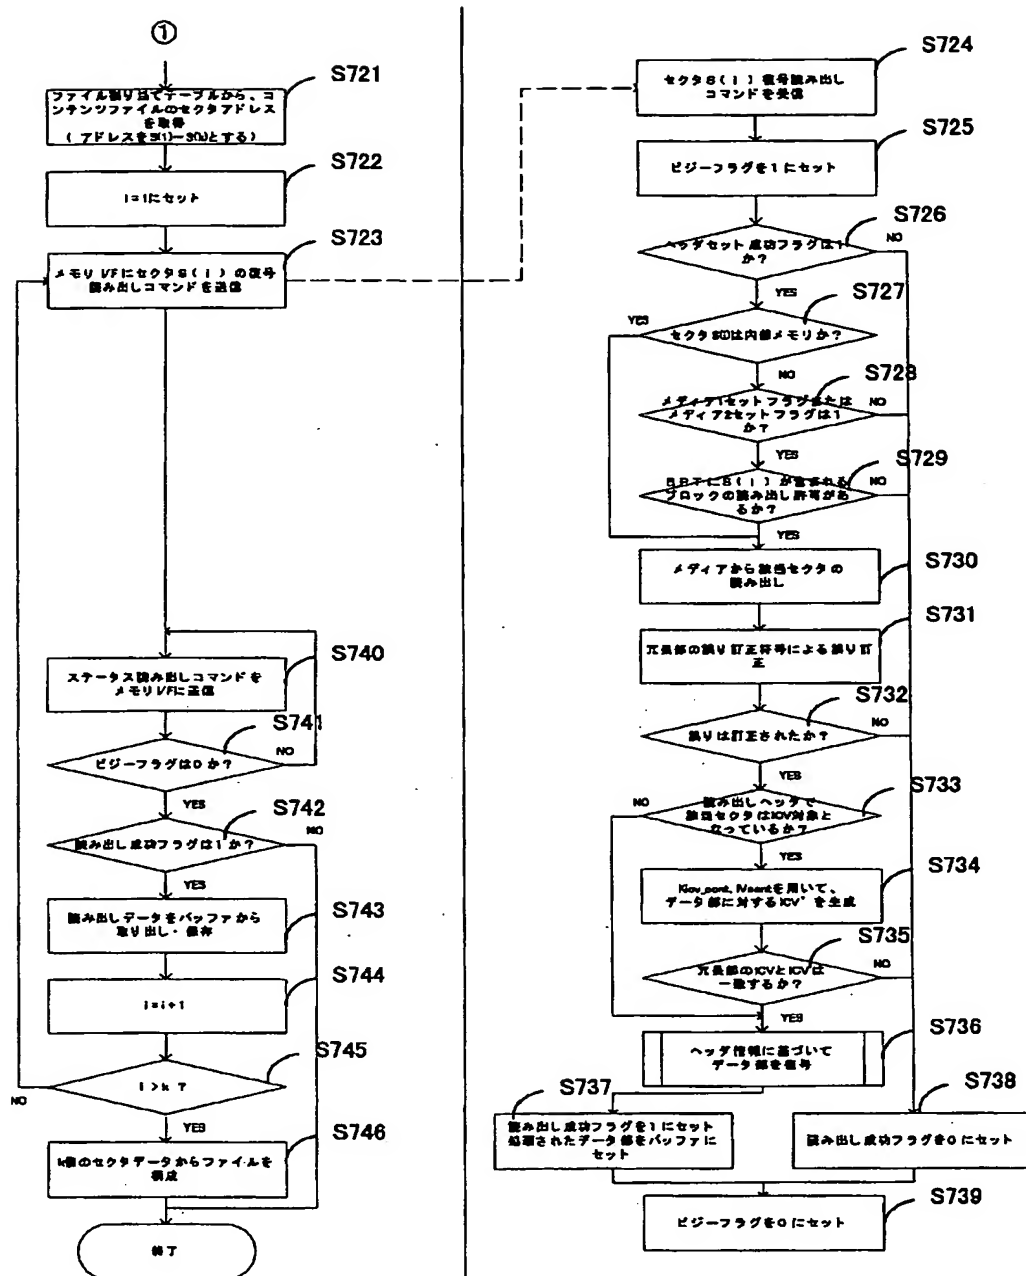 ①
S721
ファイル割り当てテーブルから、コ
ンテンツファイルのセクタアドレス
を取得
( アドレスをS(1)～S(k)とする)
S722
i=1にセット
S723
メモリI/FにセクタS(i)の復号
読み出しコマンドを送信
S740
ステータス読み出しコマンドを
メモリI/Fに送信
S741
ビジーフラグは0か？
NO
YES
S742
読み出し成功フラグは1か？
NO
YES
S743
読み出しデータをバッファから
取り出し・保存
S744
i=i+1
S745
i>k ?
NO
YES
S746
k個のセクタデータからファイルを
構成
終了
S724
セクタS(i)復号読み出し
コマンドを受信
S725
ビジーフラグを1にセット
S726
ヘッダセット成功フラグは1
か？
NO
YES
S727
セクタS(i)は内部メモリか？
YES
NO
S728
メディア1セットフラグまたは
メディア2セットフラグは1
か？
NO
YES
S729
BPTにS(i)が含まれる
ブロックの読み出し許可があ
るか？
NO
YES
S730
メディアから該当セクタの
読み出し
S731
冗長部の誤り訂正符号による誤り訂
正
S732
誤りは訂正されたか？
NO
YES
S733
読み出しヘッダで
該当セクタはICV対象と
なっているか？
NO
YES
S734
Kicv_cont, IVcontを用いて、
データ部に対するICV'を生成
S735
冗長部のICVとICV'は
一致するか？
NO
YES
S736
ヘッダ情報に基づいて
データ部を復号
S737
読み出し成功フラグを1にセット
処理されたデータ部をバッファに
セット
S738
読み出し成功フラグを0にセット
S739
ビジーフラグを0にセット